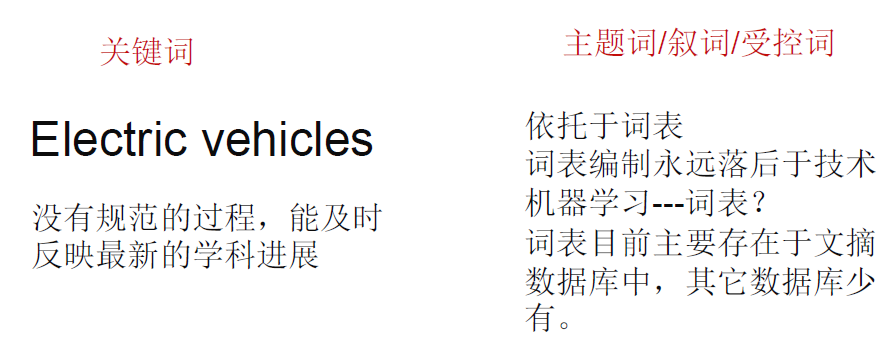 关键词
Electric vehicles
没有规范的过程，能及时
反映最新的学科进展
主题词/叙词/受控词
依托于词表
词表编制永远落后于技术
机器学习---词表？
词表目前主要存在于文摘
数据库中，其它数据库少
有。